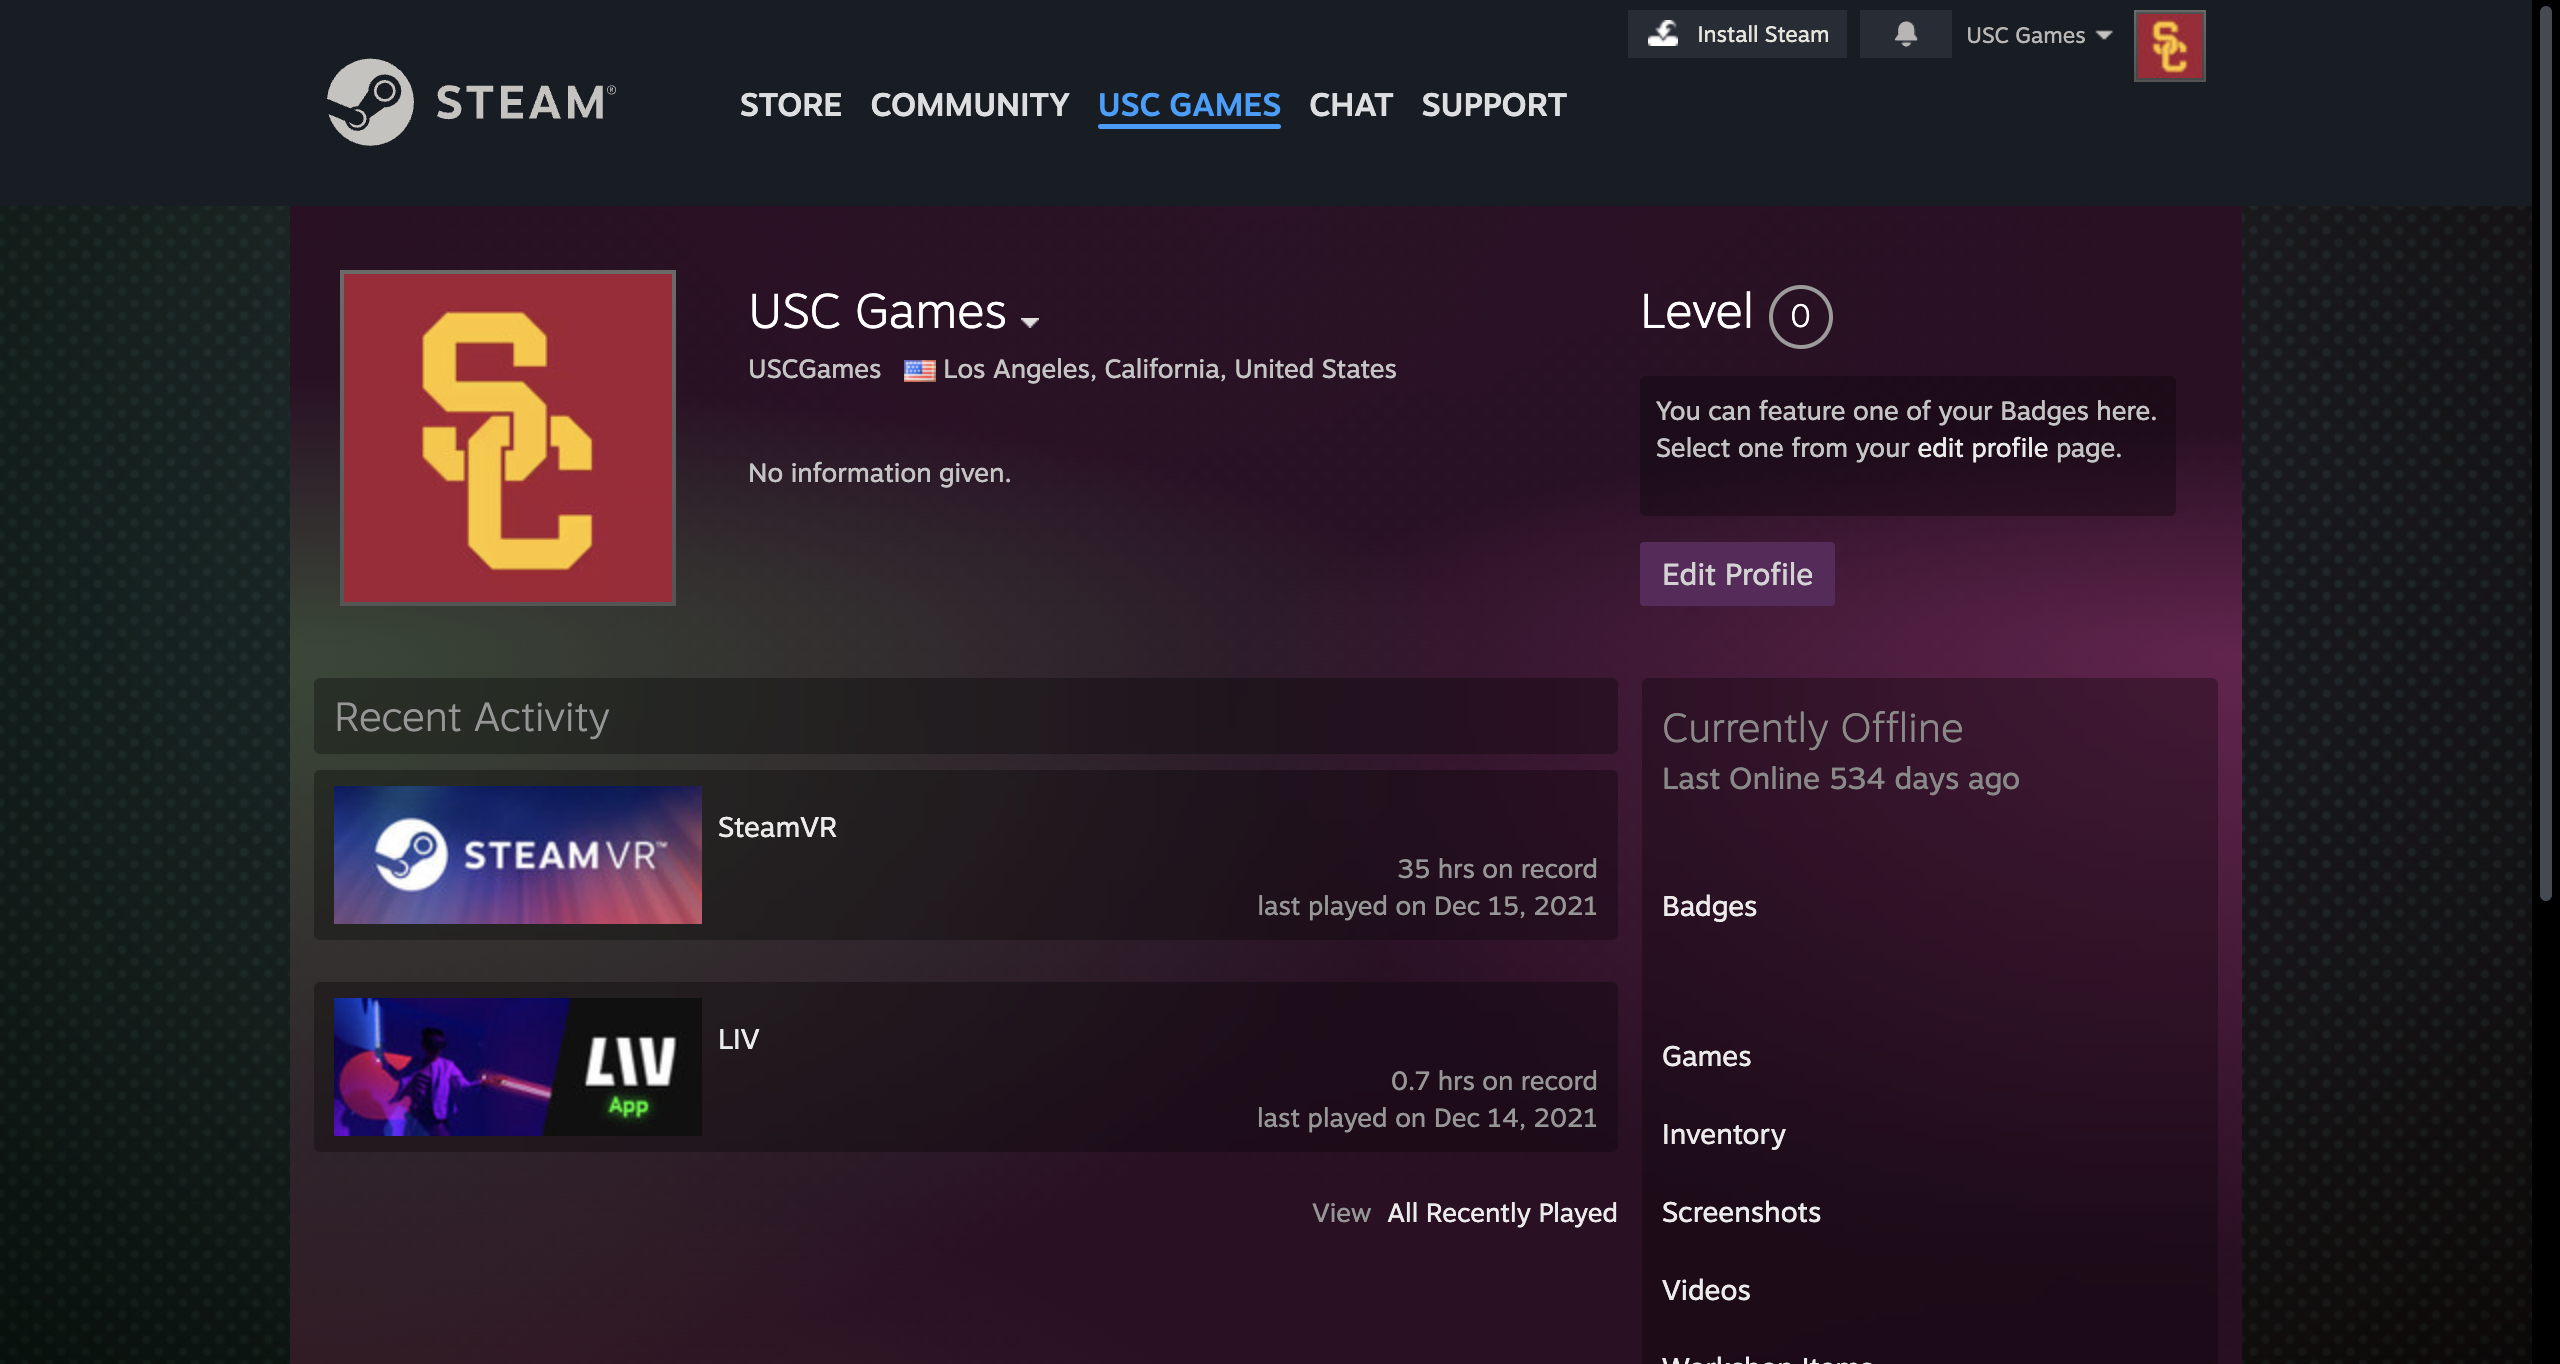 Install Steam
USC Games
STEAM®
STORE COMMUNITY USC GAMES CHAT SUPPORT
USC Games
USCGames Los Angeles, California, United States
No information given.
Level 0
You can feature one of your Badges here.
Select one from your edit profile page.
Edit Profile
Recent Activity
STEAMVR™
SteamVR
35 hrs on record
last played on Dec 15, 2021
LIV
App
LIV
0.7 hrs on record
last played on Dec 14, 2021
View All Recently Played
Currently Offline
Last Online 534 days ago
Badges
Games
Inventory
Screenshots
Videos
Workshop Items